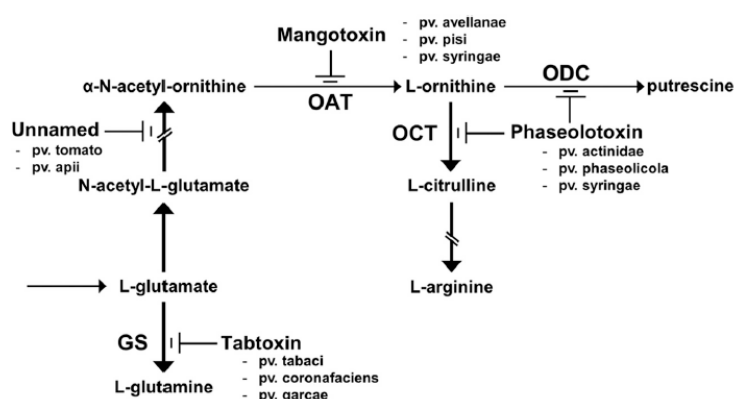 Mangotoxin
- pv. avellanae
- pv. pisi
- pv. syringae
α-N-acetyl-ornithine
OAT
L-ornithine
ODC
putrescine
Unnamed
- pv. tomato
- pv. apii
OCT
Phaseolotoxin
- pv. actinidae
- pv. phaseolicola
- pv. syringae
N-acetyl-L-glutamate
L-citrulline
L-glutamate
L-arginine
GS
Tabtoxin
- pv. tabaci
- pv. coronafaciens
- pv. garcae
L-glutamine